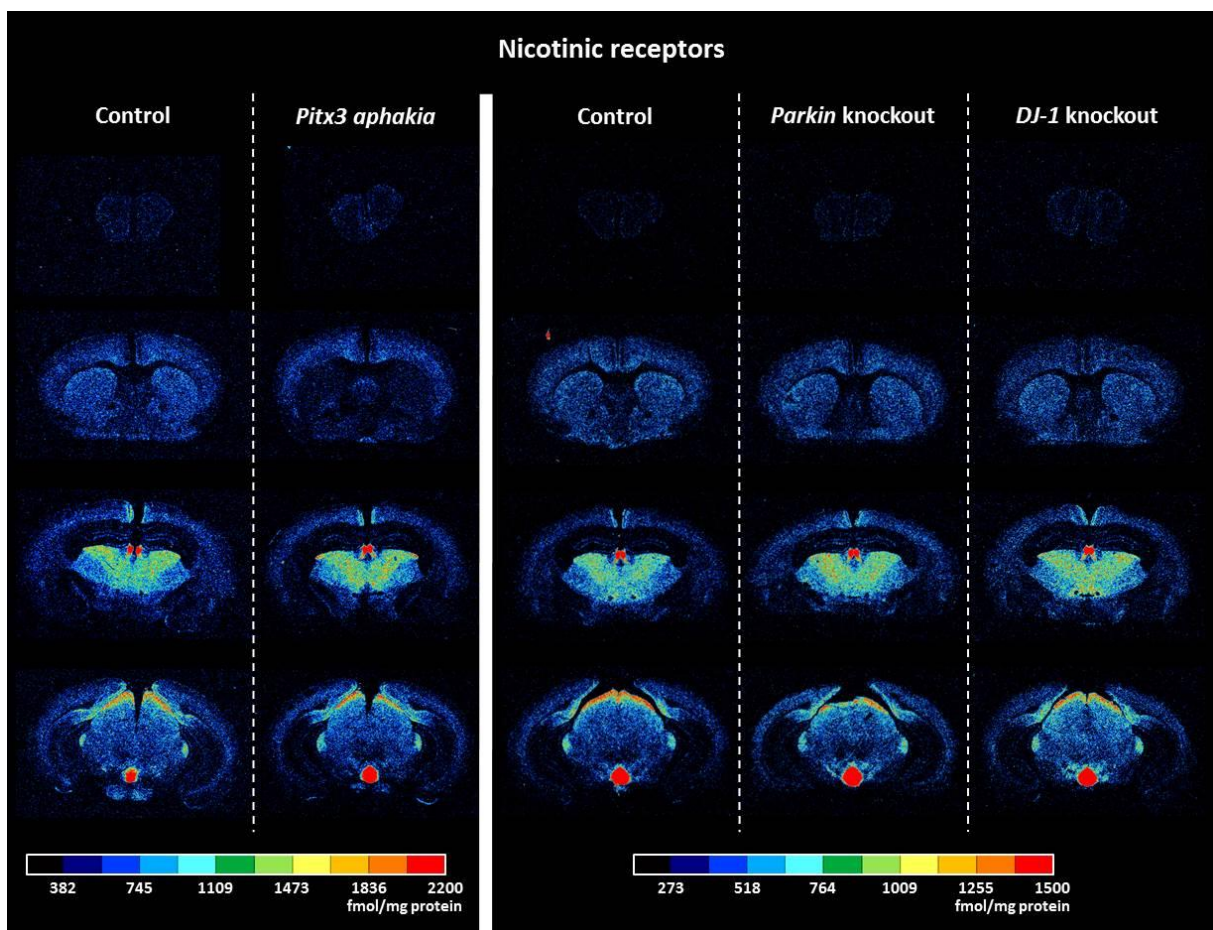 Nicotinic receptors
Control
Pitx3 aphakia
Control
Parkin knockout
DJ-1 knockout
382 745 1109 1473 1836 2200
fmol/mg protein
273 518 764 1009 1255 1500
fmol/mg protein